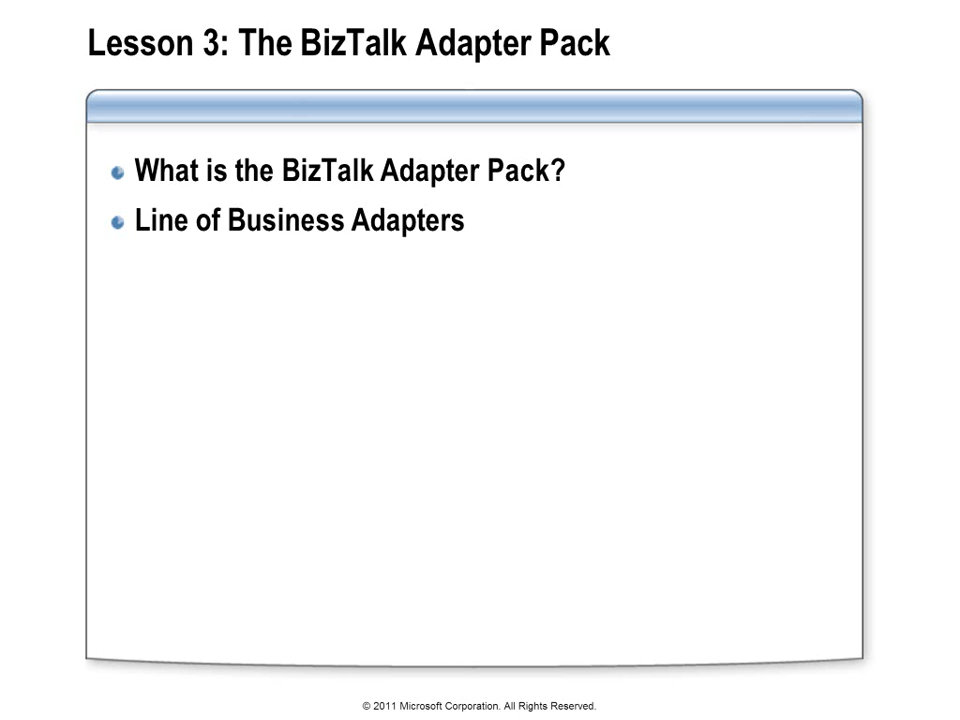 Lesson 3: The BizTalk Adapter Pack
What is the BizTalk Adapter Pack?
Line of Business Adapters
© 2011 Microsoft Corporation. All Rights Reserved.